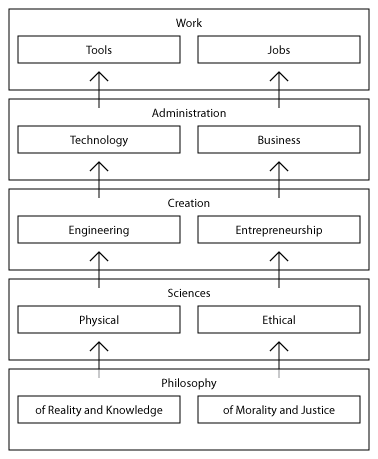 Work
Tools
Jobs
Administration
Technology
Business
Creation
Engineering
Entrepreneurship
Sciences
Physical
Ethical
Philosophy
of Reality and Knowledge
of Morality and Justice